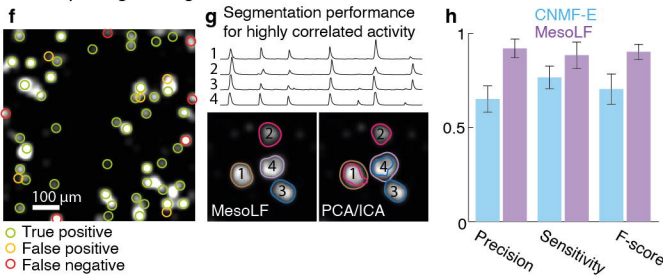 f
100 µm
True positive
False positive
False negative
g
Segmentation performance
for highly correlated activity
1
2
3
4
2
1
4
3
MesoLF
2
1
4
3
PCA/ICA
h
CNMF-E
MesoLF
1
0.5
0
Precision
Sensitivity
F-score